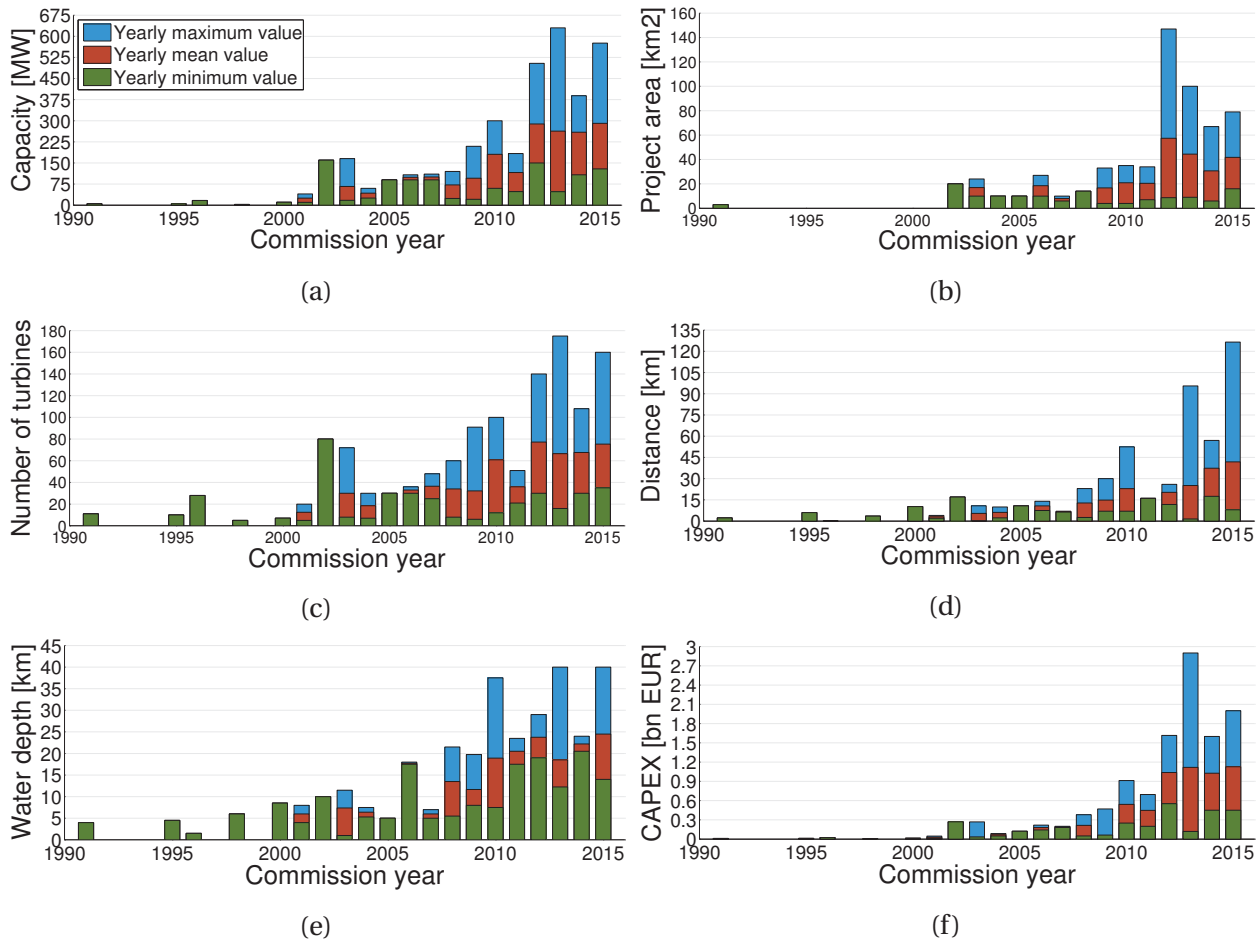 675
600
525
450
375
300
225
150
75
0
Capacity [MW]
Yearly maximum value
Yearly mean value
Yearly minimum value
1990 1995 2000 2005 2010 2015
Commission year
(a)
160
140
120
100
80
60
40
20
0
Project area [km2]
1990 1995 2000 2005 2010 2015
Commission year
(b)
180
160
140
120
100
80
60
40
20
0
Number of turbines
1990 1995 2000 2005 2010 2015
Commission year
(c)
135
120
105
90
75
60
45
30
15
0
Distance [km]
1990 1995 2000 2005 2010 2015
Commission year
(d)
45
40
35
30
25
20
15
10
5
0
Water depth [km]
1990 1995 2000 2005 2010 2015
Commission year
(e)
3
2.7
2.4
2.1
1.8
1.5
1.2
0.9
0.6
0.3
0
CAPEX [bn EUR]
1990 1995 2000 2005 2010 2015
Commission year
(f)